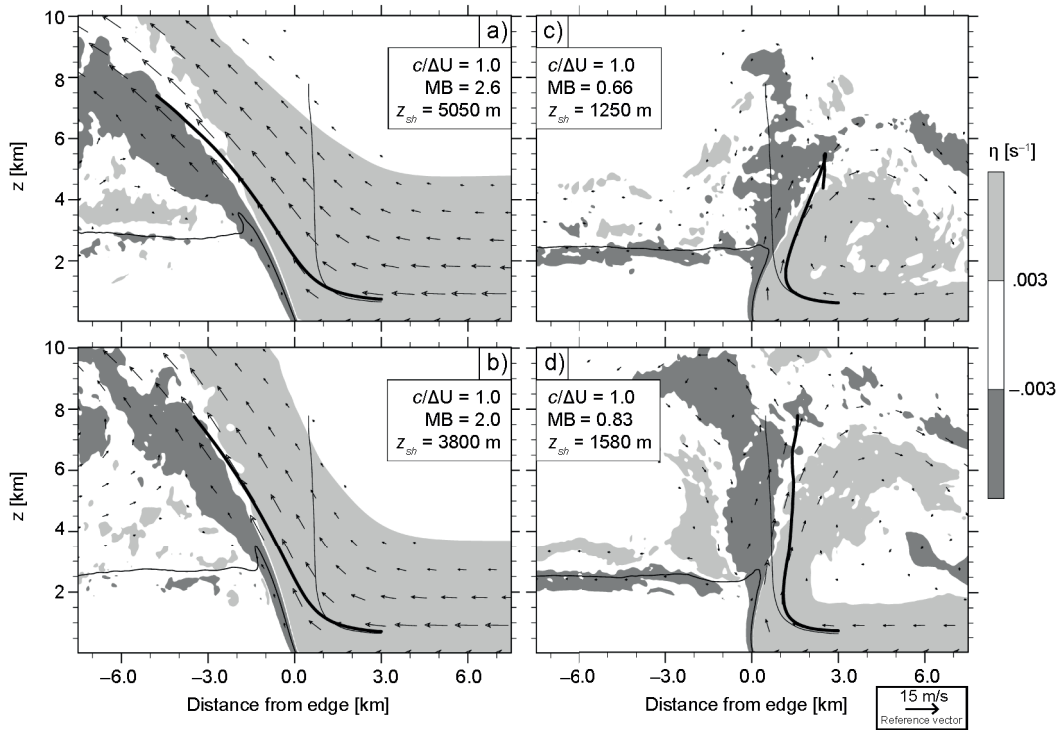 a)
c/ΔU = 1.0
MB = 2.6
z_sh = 5050 m
10
8
6
4
2
z [km]
c)
c/ΔU = 1.0
MB = 0.66
z_sh = 1250 m
η [s⁻¹]
.003
–.003
b)
c/ΔU = 1.0
MB = 2.0
z_sh = 3800 m
10
8
6
4
2
z [km]
–6.0 –3.0 0.0 3.0 6.0
Distance from edge [km]
d)
c/ΔU = 1.0
MB = 0.83
z_sh = 1580 m
–6.0 –3.0 0.0 3.0 6.0
Distance from edge [km]
15 m/s
Reference vector